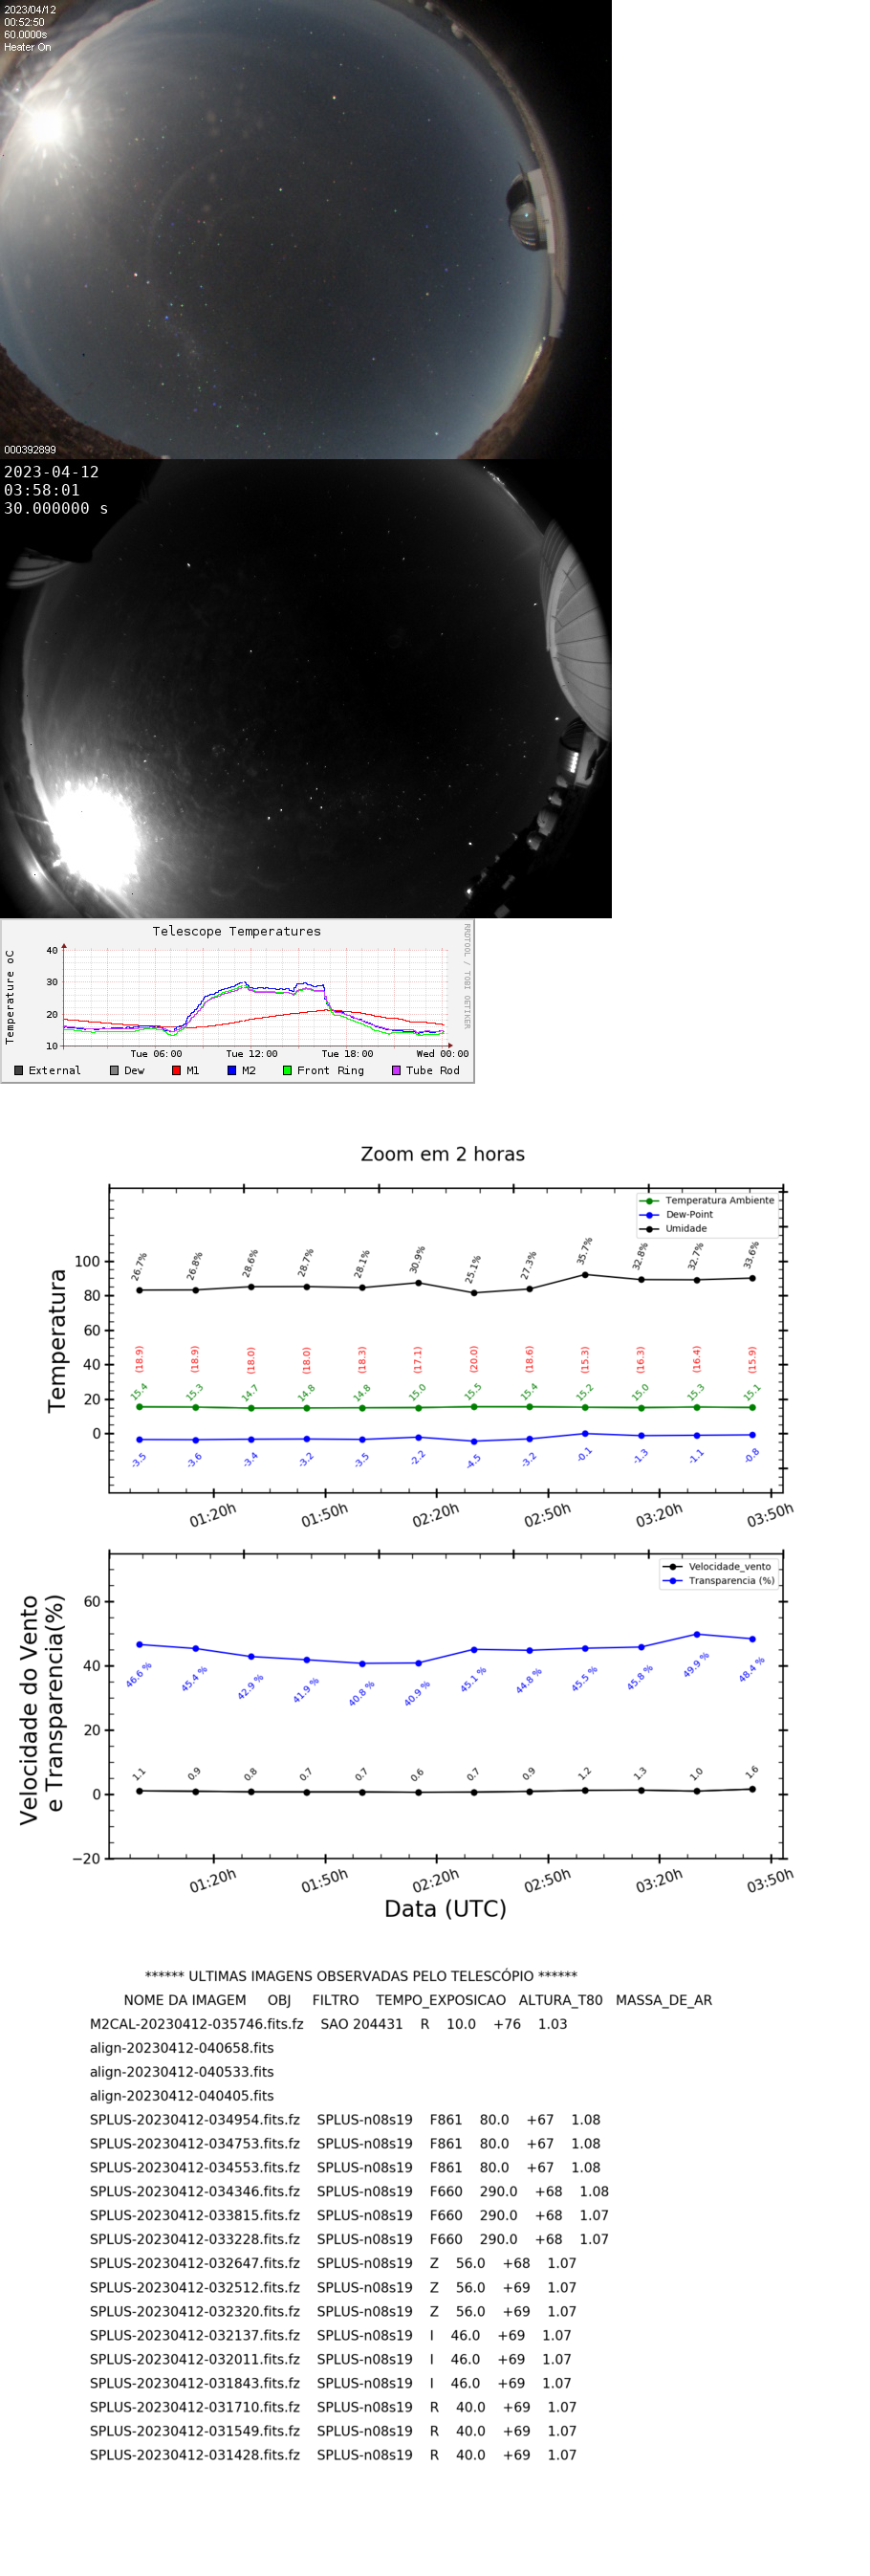 2023/04/12
00:52:50
60.0000s
Heater On
000392899
2023-04-12
03:58:01
30.000000 s
Telescope Temperatures
RRDTOOL / TOBI OETIKER
Temperature oC
40
30
20
10
Tue 06:00 Tue 12:00 Tue 18:00 Wed 00:00
External Dew M1 M2 Front Ring Tube Rod
Zoom em 2 horas
Temperatura Ambiente
Dew-Point
Umidade
Temperatura
100
80
60
40
20
0
26.7% 26.8% 28.6% 28.7% 28.1% 30.9% 25.1% 27.3% 35.7% 32.8% 32.7% 33.6%
(18.9) (18.9) (18.0) (18.0) (18.3) (17.1) (20.0) (18.6) (15.3) (16.3) (16.4) (15.9)
15.4 15.3 14.7 14.8 14.8 15.0 15.5 15.4 15.2 15.0 15.3 15.1
-3.5 -3.6 -3.4 -3.2 -3.5 -2.2 -4.5 -3.2 -0.1 -1.3 -1.1 -0.8
01:20h 01:50h 02:20h 02:50h 03:20h 03:50h
Velocidade_vento
Transparencia (%)
Velocidade do Vento
e Transparencia(%)
60
40
20
0
−20
46.6 % 45.4 % 42.9 % 41.9 % 40.8 % 40.9 % 45.1 % 44.8 % 45.5 % 45.8 % 49.9 % 48.4 %
1.1 0.9 0.8 0.7 0.7 0.6 0.7 0.9 1.2 1.3 1.0 1.6
01:20h 01:50h 02:20h 02:50h 03:20h 03:50h
Data (UTC)
****** ULTIMAS IMAGENS OBSERVADAS PELO TELESCÓPIO ******
NOME DA IMAGEM OBJ FILTRO TEMPO_EXPOSICAO ALTURA_T80 MASSA_DE_AR
M2CAL-20230412-035746.fits.fz SAO 204431 R 10.0 +76 1.03
align-20230412-040658.fits
align-20230412-040533.fits
align-20230412-040405.fits
SPLUS-20230412-034954.fits.fz SPLUS-n08s19 F861 80.0 +67 1.08
SPLUS-20230412-034753.fits.fz SPLUS-n08s19 F861 80.0 +67 1.08
SPLUS-20230412-034553.fits.fz SPLUS-n08s19 F861 80.0 +67 1.08
SPLUS-20230412-034346.fits.fz SPLUS-n08s19 F660 290.0 +68 1.08
SPLUS-20230412-033815.fits.fz SPLUS-n08s19 F660 290.0 +68 1.07
SPLUS-20230412-033228.fits.fz SPLUS-n08s19 F660 290.0 +68 1.07
SPLUS-20230412-032647.fits.fz SPLUS-n08s19 Z 56.0 +68 1.07
SPLUS-20230412-032512.fits.fz SPLUS-n08s19 Z 56.0 +69 1.07
SPLUS-20230412-032320.fits.fz SPLUS-n08s19 Z 56.0 +69 1.07
SPLUS-20230412-032137.fits.fz SPLUS-n08s19 I 46.0 +69 1.07
SPLUS-20230412-032011.fits.fz SPLUS-n08s19 I 46.0 +69 1.07
SPLUS-20230412-031843.fits.fz SPLUS-n08s19 I 46.0 +69 1.07
SPLUS-20230412-031710.fits.fz SPLUS-n08s19 R 40.0 +69 1.07
SPLUS-20230412-031549.fits.fz SPLUS-n08s19 R 40.0 +69 1.07
SPLUS-20230412-031428.fits.fz SPLUS-n08s19 R 40.0 +69 1.07